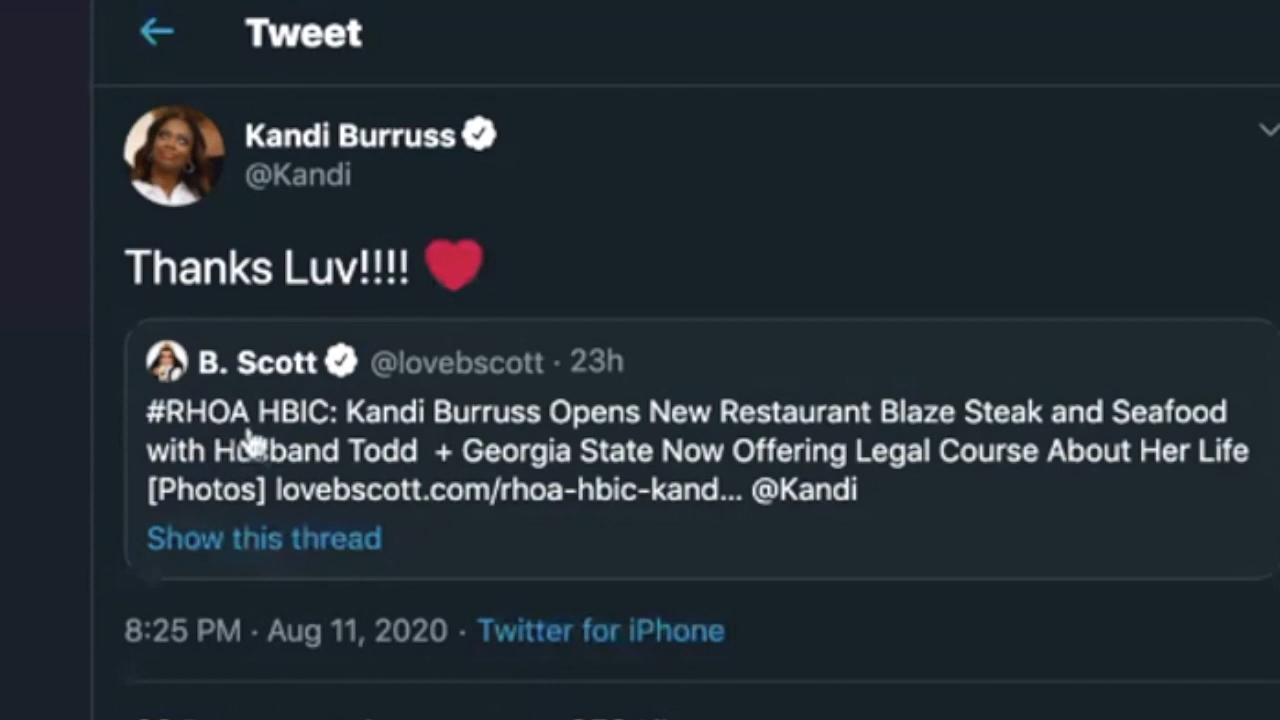 Tweet
Kandi Burruss
@Kandi
Thanks Luv!!!! ❤
B. Scott @lovebscott · 23h
#RHOA HBIC: Kandi Burruss Opens New Restaurant Blaze Steak and Seafood
with Husband Todd + Georgia State Now Offering Legal Course About Her Life
[Photos] lovebscott.com/rhoa-hbic-kand... @Kandi
Show this thread
8:25 PM · Aug 11, 2020 · Twitter for iPhone